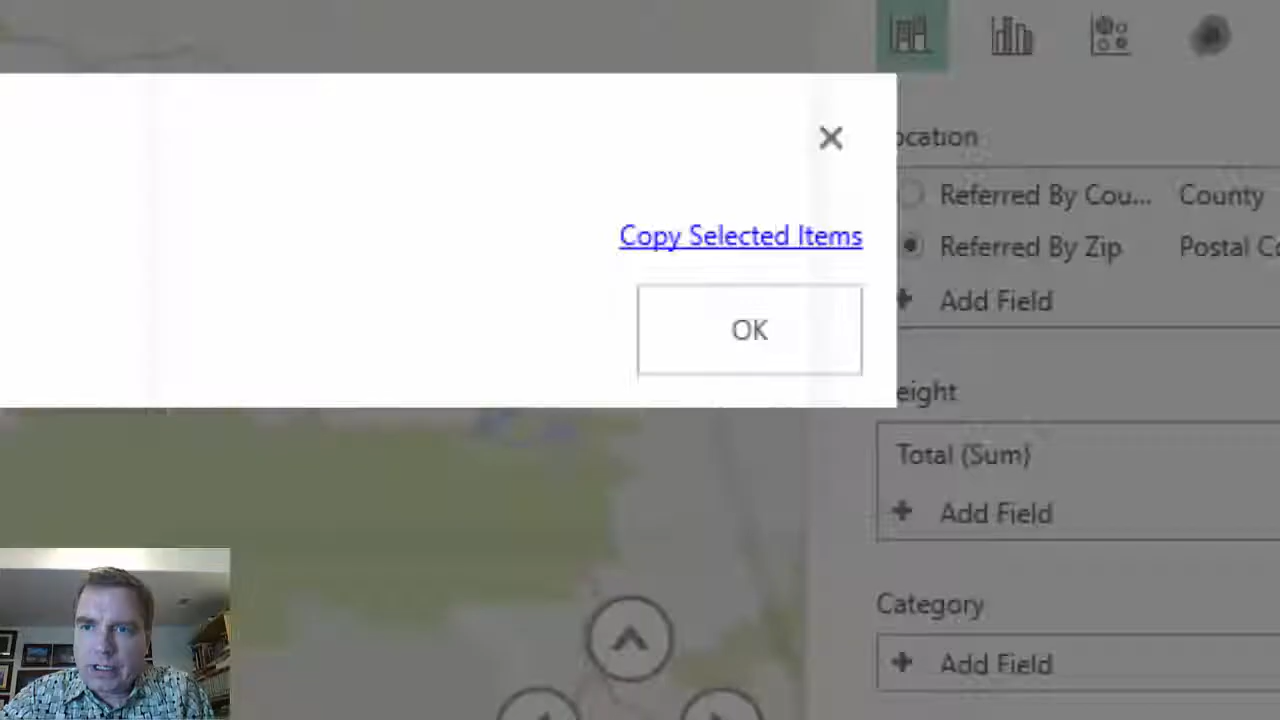 ocation
Referred By Cou... County
Copy Selected Items
Referred By Zip Postal Co
Add Field
OK
eight
Total (Sum)
Add Field
Category
Add Field